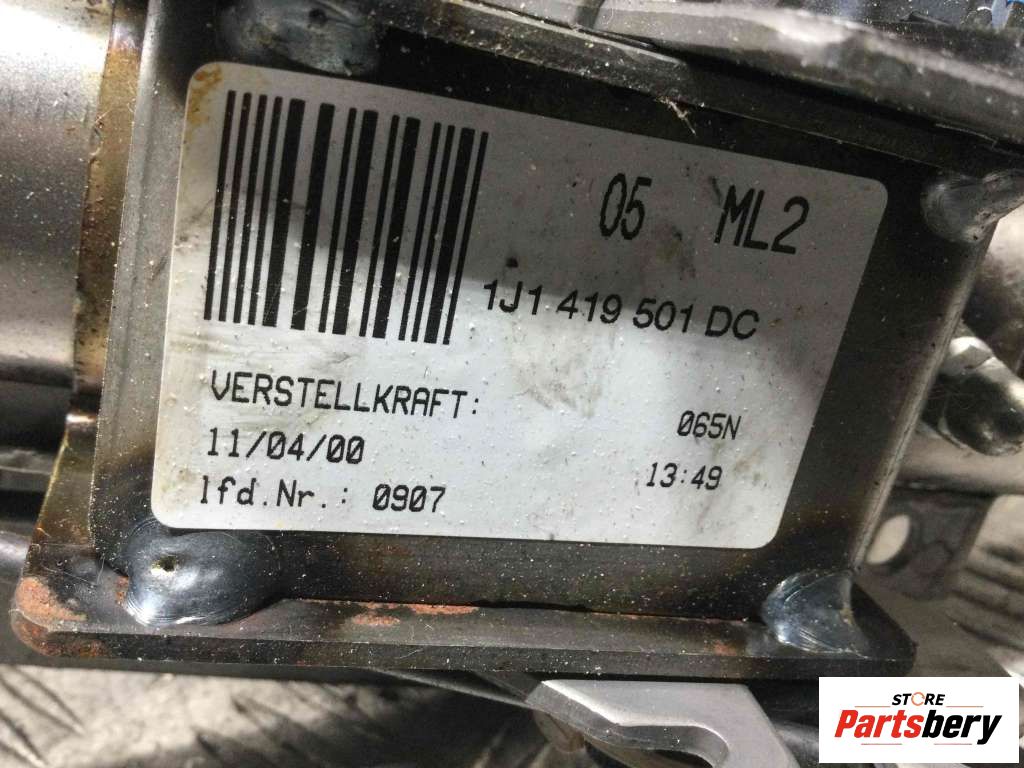 05 ML2
1J1 419 501 DC
VERSTELLKRAFT: 065N
11/04/00 13:49
lfd.Nr.: 0907
STORE
Partsbery